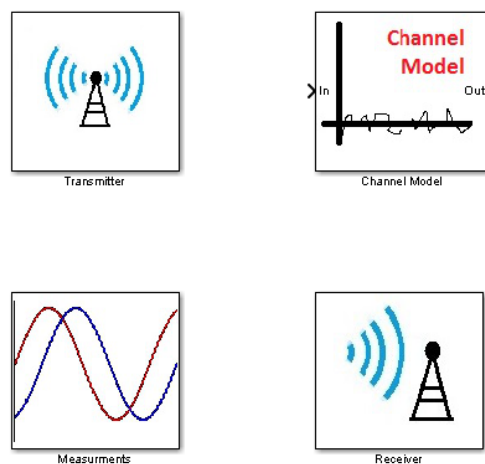 Transmitter
Channel
Model
In
Out
Channel Model
Measurments
Receiver